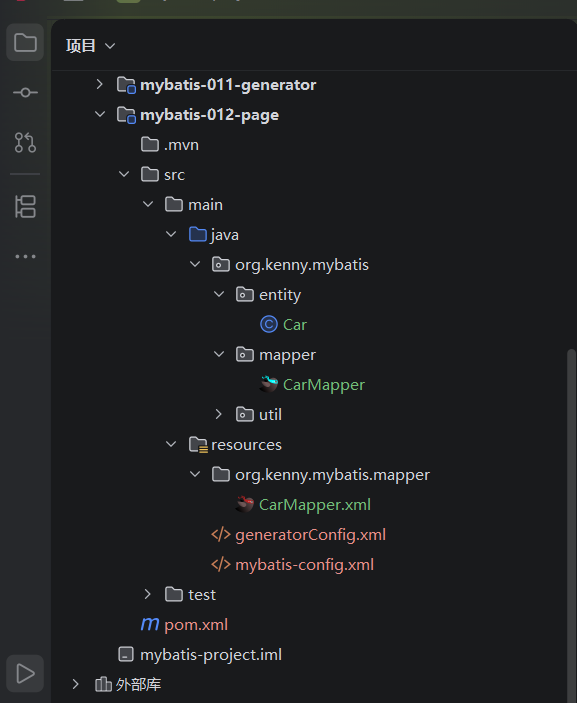 项目
mybatis-011-generator
mybatis-012-page
.mvn
src
main
java
org.kenny.mybatis
entity
Car
mapper
CarMapper
util
resources
org.kenny.mybatis.mapper
CarMapper.xml
generatorConfig.xml
mybatis-config.xml
test
pom.xml
mybatis-project.iml
外部库